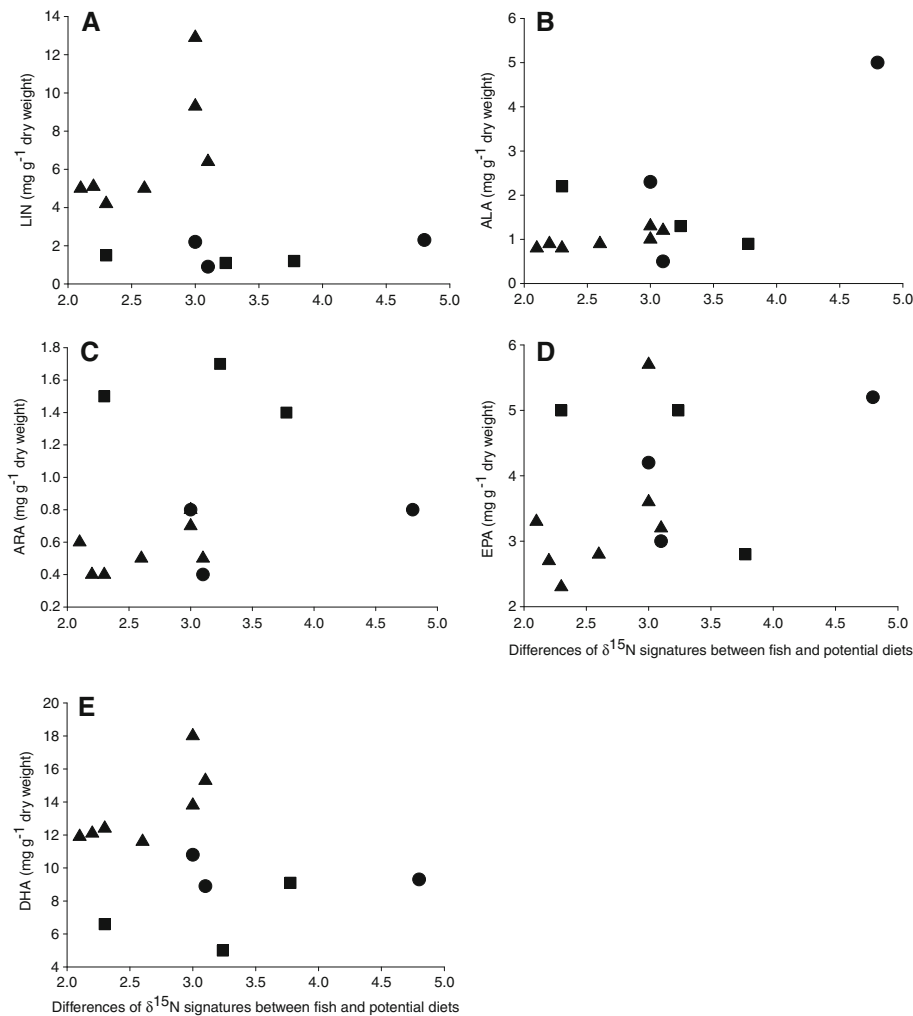 A
LIN (mg g-1 dry weight)
14
12
10
8
6
4
2
0
2.0 2.5 3.0 3.5 4.0 4.5 5.0
B
ALA (mg g-1 dry weight)
6
5
4
3
2
1
0
2.0 2.5 3.0 3.5 4.0 4.5 5.0
C
ARA (mg g-1 dry weight)
1.8
1.6
1.4
1.2
1.0
0.8
0.6
0.4
0.2
2.0 2.5 3.0 3.5 4.0 4.5 5.0
D
EPA (mg g-1 dry weight)
6
5
4
3
2
2.0 2.5 3.0 3.5 4.0 4.5 5.0
Differences of δ15N signatures between fish and potential diets
E
DHA (mg g-1 dry weight)
20
18
16
14
12
10
8
6
4
2.0 2.5 3.0 3.5 4.0 4.5 5.0
Differences of δ15N signatures between fish and potential diets